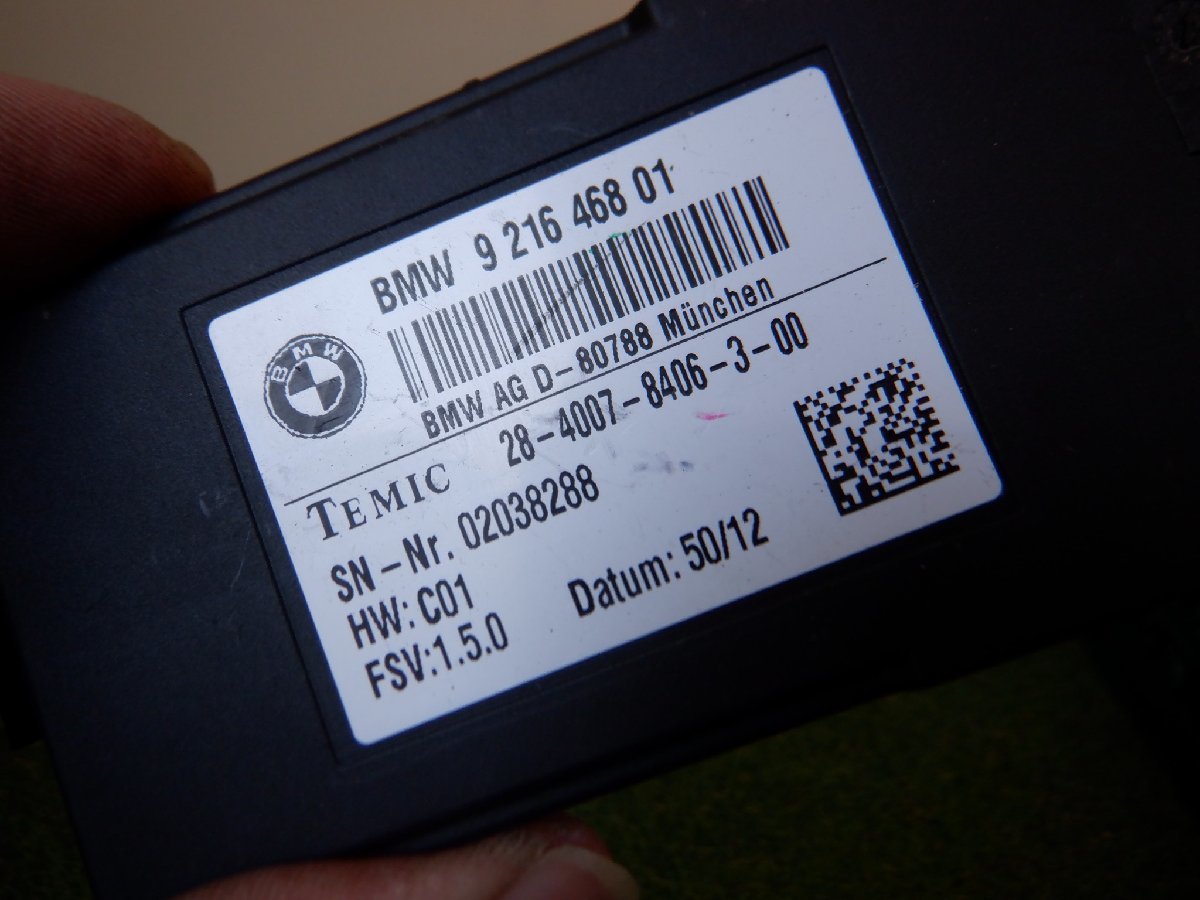 BMW 9 216 468 01
BMW
BMW AG D-80788 München
TEMIC 28-4007-8406-3-00
SN-Nr. 02038288
HW: C01
FSV:1.5.0 Datum: 50/12